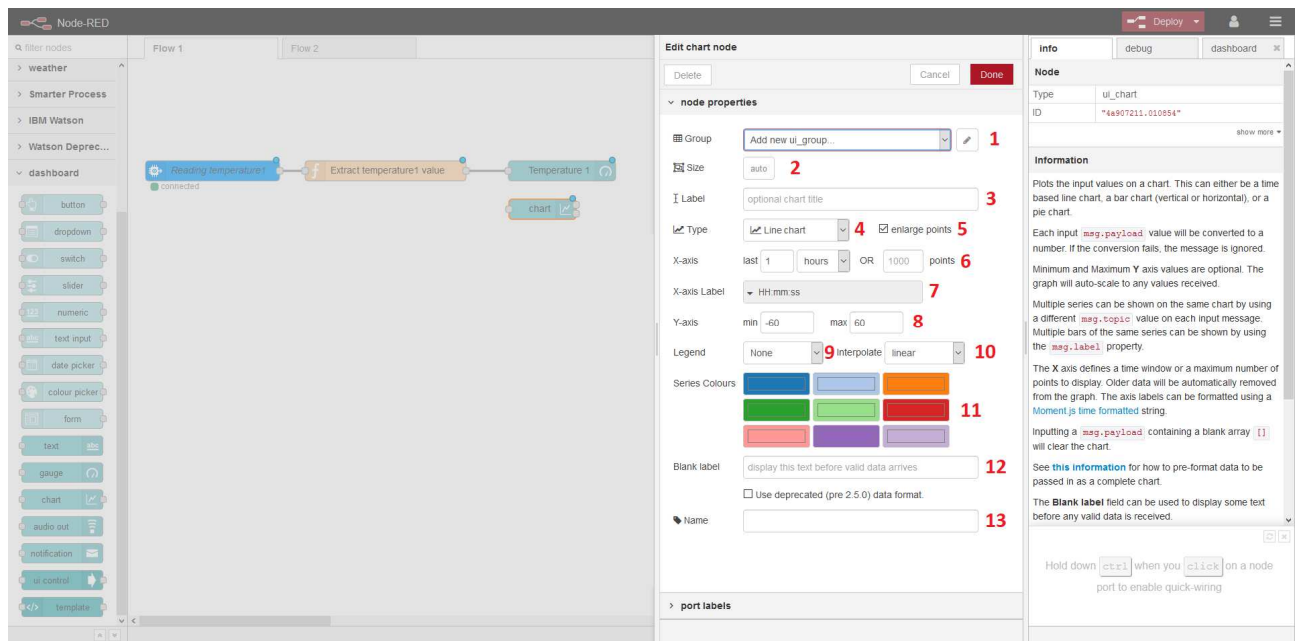 Node-RED
Deploy
filter nodes
weather
Smarter Process
IBM Watson
Watson Deprec...
dashboard
button
dropdown
switch
slider
numeric
text input
date picker
colour picker
form
text
gauge
chart
audio out
notification
ui control
template
Flow 1
Flow 2
Reading temperature1
connected
Extract temperature1 value
Temperature 1
chart
Edit chart node
Delete
Cancel
Done
node properties
Group
Add new ui_group...
1
Size
auto
2
Label
optional chart title
3
Type
Line chart
4
enlarge points
5
X-axis
last 1 hours OR 1000 points
6
X-axis Label
HH:mm:ss
7
Y-axis
min -60
max 60
8
Legend
None
9
Interpolate
linear
10
Series Colours
11
Blank label
display this text before valid data arrives
12
Use deprecated (pre 2.5.0) data format.
Name
13
port labels
info
debug
dashboard
Node
Type
ui_chart
ID
"4a907211.010854"
show more
Information
Plots the input values on a chart. This can either be a time
based line chart, a bar chart (vertical or horizontal), or a
pie chart.
Each input msg.payload value will be converted to a
number. If the conversion fails, the message is ignored.
Minimum and Maximum Y axis values are optional. The
graph will auto-scale to any values received.
Multiple series can be shown on the same chart by using
a different msg.topic value on each input message.
Multiple bars of the same series can be shown by using
the msg.label property.
The X axis defines a time window or a maximum number of
points to display. Older data will be automatically removed
from the graph. The axis labels can be formatted using a
Moment.js time formatted string.
Inputting a msg.payload containing a blank array []
will clear the chart.
See this information for how to pre-format data to be
passed in as a complete chart.
The Blank label field can be used to display some text
before any valid data is received.
Hold down ctrl when you click on a node
port to enable quick-wiring